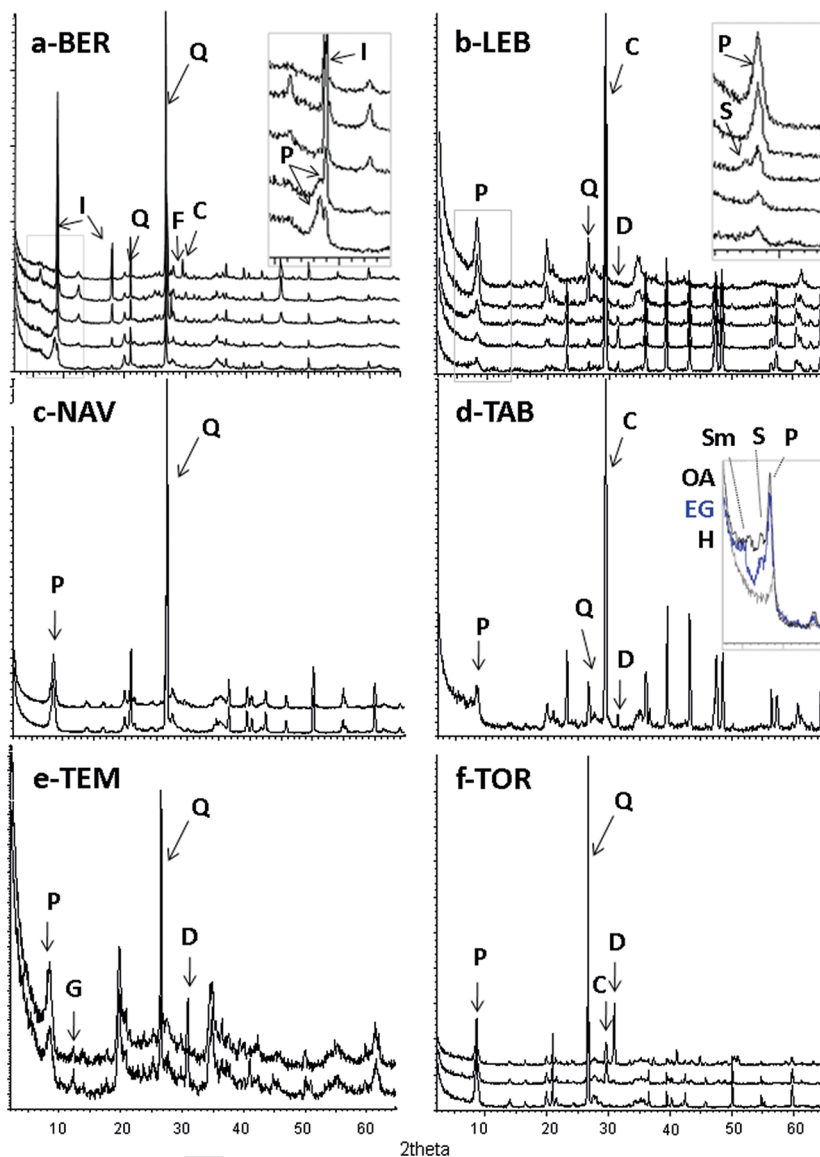 a-BER
Q
I
P
I
Q
F
C
b-LEB
C
P
S
P
Q
D
c-NAV
Q
P
d-TAB
C
Sm S P
OA
EG
H
P
Q
D
e-TEM
Q
P
G
D
f-TOR
Q
P
C
D
10 20 30 40 50 60
10 20 30 40 50 60
2theta